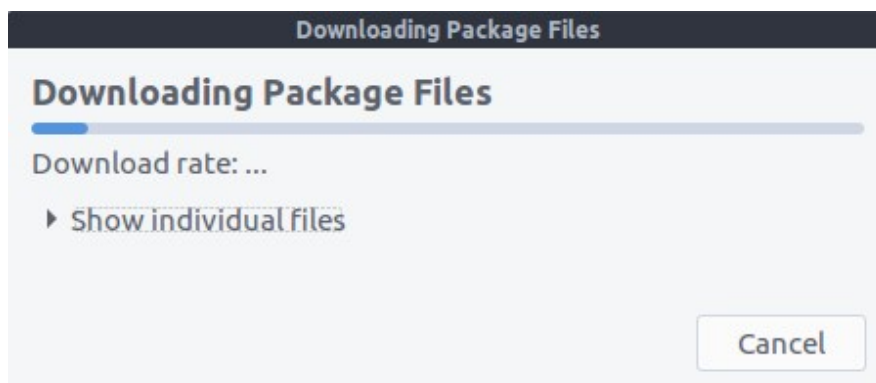 Downloading Package Files
Downloading Package Files
Download rate: ...
Show individual files
Cancel